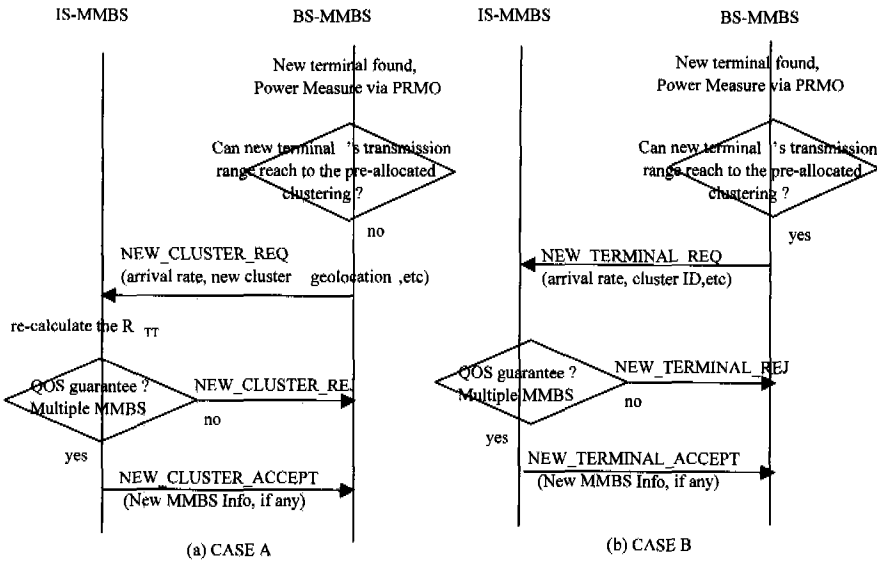 IS-MMBS
BS-MMBS
New terminal found,
Power Measure via PRMO
Can new terminal 's transmission
range reach to the pre-allocated
clustering ?
no
NEW_CLUSTER_REQ
(arrival rate, new cluster geolocation ,etc)
re-calculate the R TT
QOS guarantee ?
Multiple MMBS
NEW_CLUSTER_REJ
no
yes
NEW_CLUSTER_ACCEPT
(New MMBS Info, if any)
(a) CASE A
IS-MMBS
BS-MMBS
New terminal found,
Power Measure via PRMO
Can new terminal 's transmission
range reach to the pre-allocated
clustering ?
yes
NEW_TERMINAL_REQ
(arrival rate, cluster ID,etc)
QOS guarantee ?
Multiple MMBS
NEW_TERMINAL_REJ
no
yes
NEW_TERMINAL_ACCEPT
(New MMBS Info, if any)
(b) CASE B